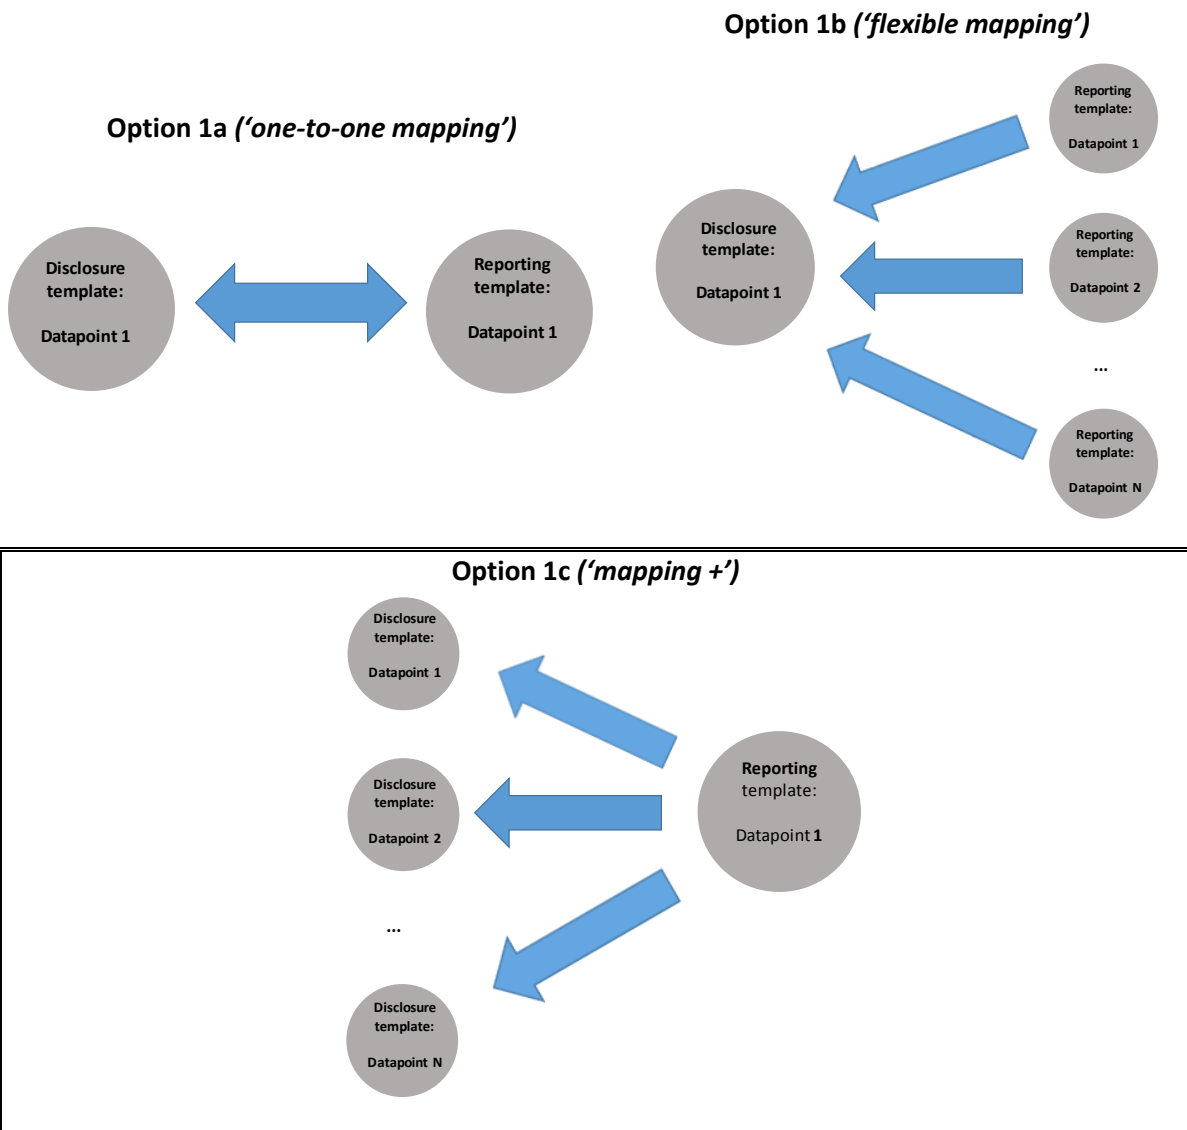 Option 1b (‘flexible mapping’)
Option 1a (‘one-to-one mapping’)
Disclosure
template:
Datapoint 1
Reporting
template:
Datapoint 1
Disclosure
template:
Datapoint 1
Reporting
template:
Datapoint 1
Reporting
template:
Datapoint 2
...
Reporting
template:
Datapoint N
Option 1c (‘mapping +’)
Disclosure
template:
Datapoint 1
Disclosure
template:
Datapoint 2
...
Disclosure
template:
Datapoint N
Reporting
template:
Datapoint 1